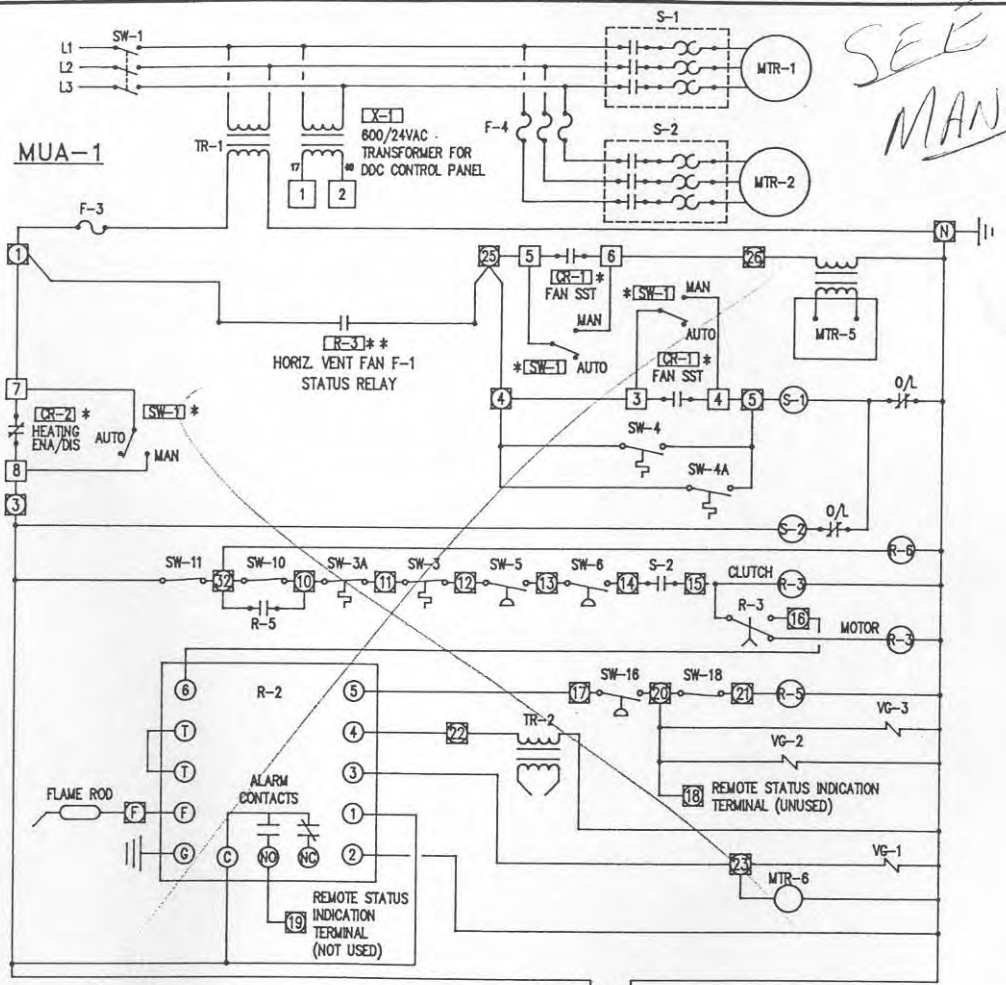 SEE
MAN
S-1
SW-1
L1
L2
L3
MTR-1
X-1
600/24VAC
TRANSFORMER FOR
DDC CONTROL PANEL
F-4
S-2
MUA-1
TR-1
17
40
1 2
MTR-2
F-3
1
N
25 5 6 26
CR-1 *
FAN SST
* SW-1 MAN
MAN
AUTO
MTR-5
R-3 * *
HORIZ. VENT FAN F-1
STATUS RELAY
* SW-1 AUTO
CR-1 *
FAN SST
7
CR-2 *
HEATING
ENA/DIS
SW-1 *
AUTO
MAN
8
3
4 3 4 5 S-1 O/L
SW-4
SW-4A
S-2 O/L
R-6
SW-11 SW-10 SW-3A SW-3 SW-5 SW-6 S-2 CLUTCH
32 10 11 12 13 14 15 R-3
R-5
R-3 16 MOTOR R-3
6 R-2 5 17 SW-16 20 SW-18 21 R-5
VG-3
T 4 22 TR-2
VG-2
T 3
18 REMOTE STATUS INDICATION
TERMINAL (UNUSED)
FLAME ROD F F
ALARM
CONTACTS
1
G C NO NC 2
23 VG-1
MTR-6
19
REMOTE STATUS
INDICATION
TERMINAL
(NOT USED)